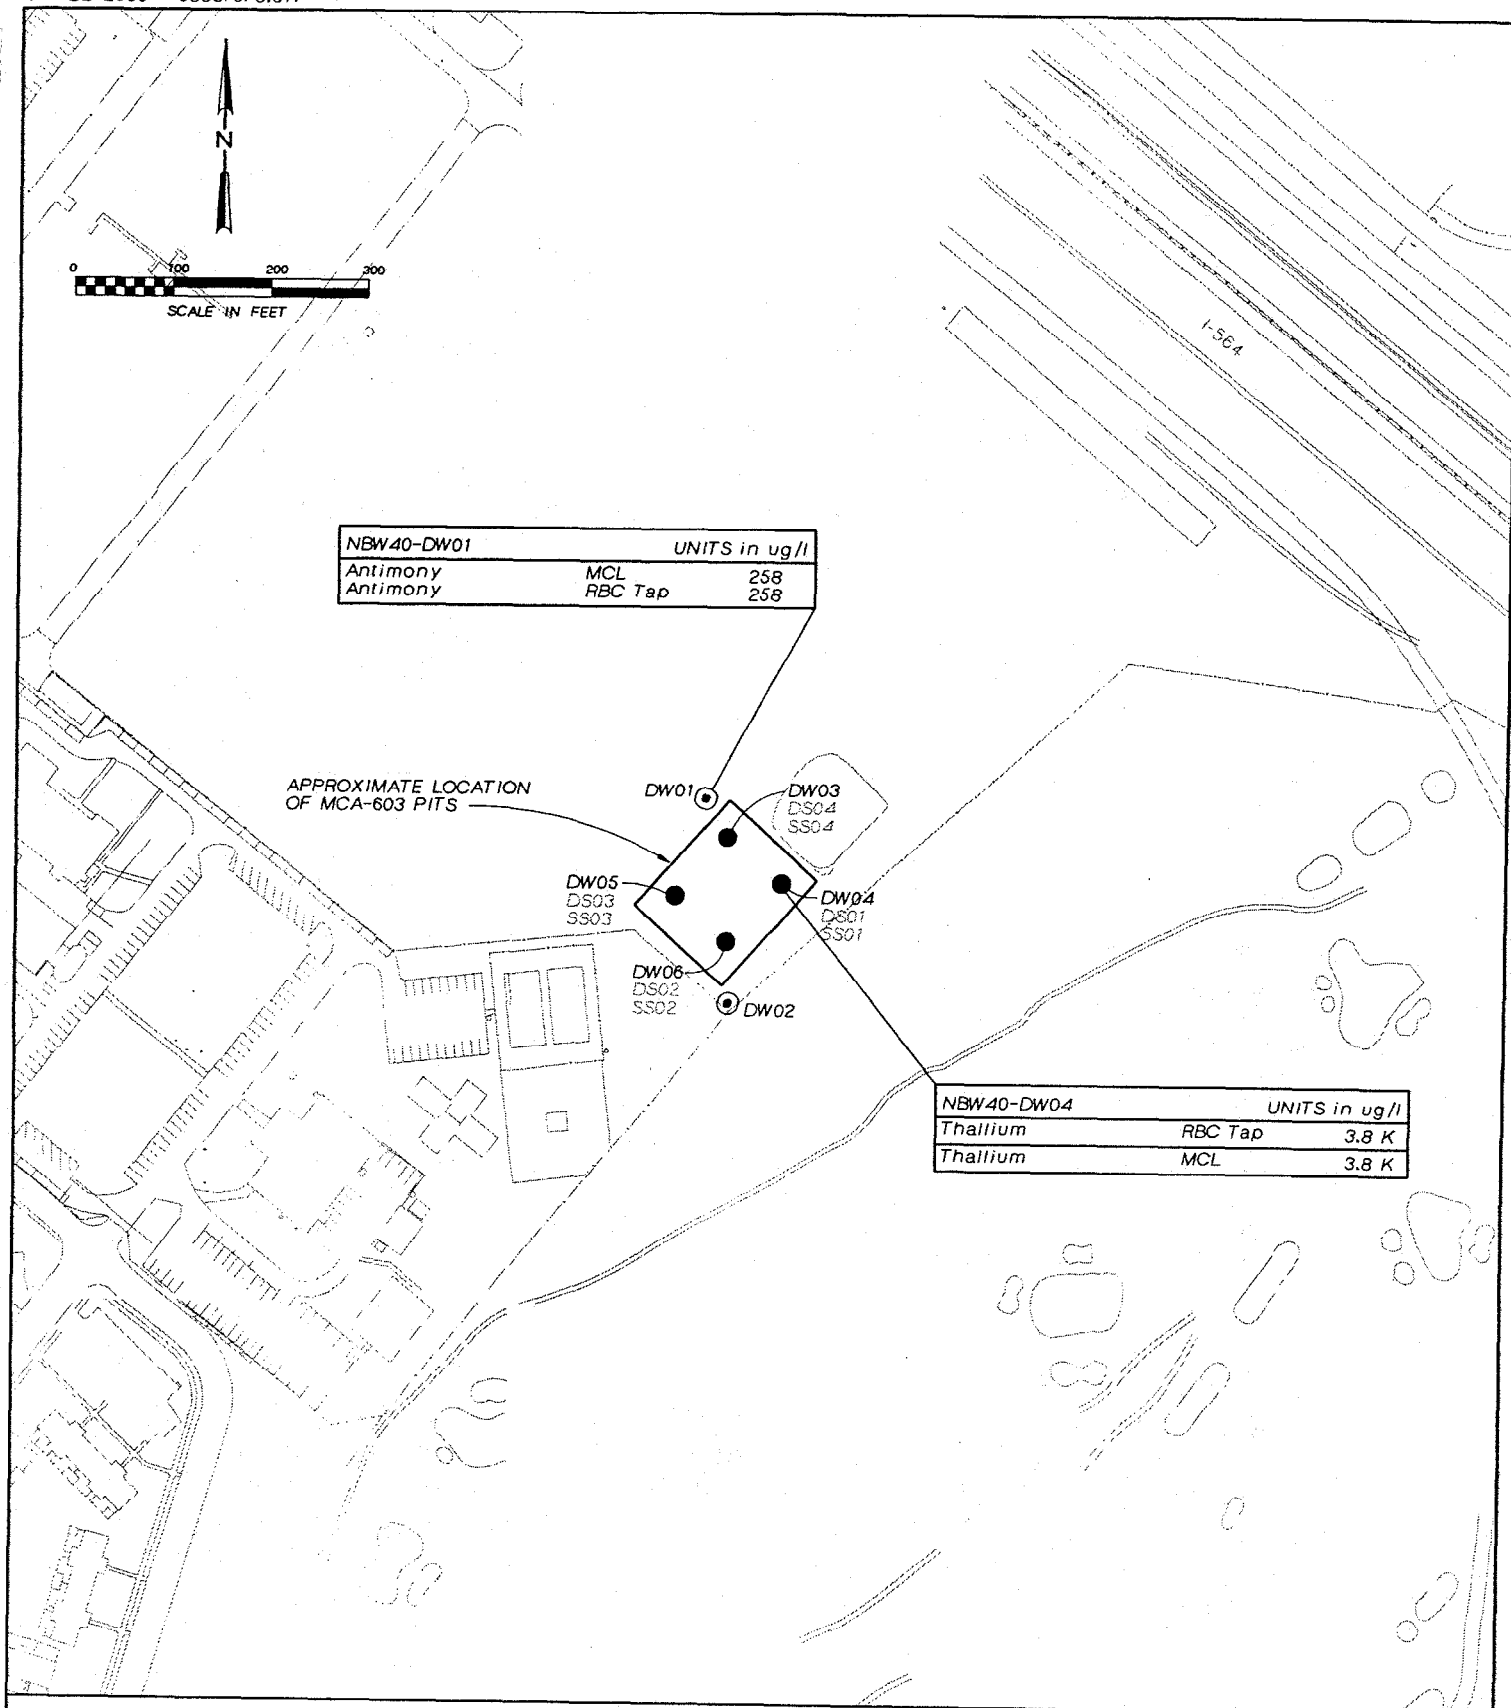 N
0 100 200 300
SCALE IN FEET
I-564
NBW40-DW01 UNITS in ug/l
Antimony MCL 258
Antimony RBC Tap 258
APPROXIMATE LOCATION
OF MCA-603 PITS
DW01
DW03
DS04
SS04
DW05
DS03
SS03
DW04
DS01
SS01
DW06
DS02
SS02
DW02
NBW40-DW04 UNITS in ug/l
Thallium RBC Tap 3.8 K
Thallium MCL 3.8 K